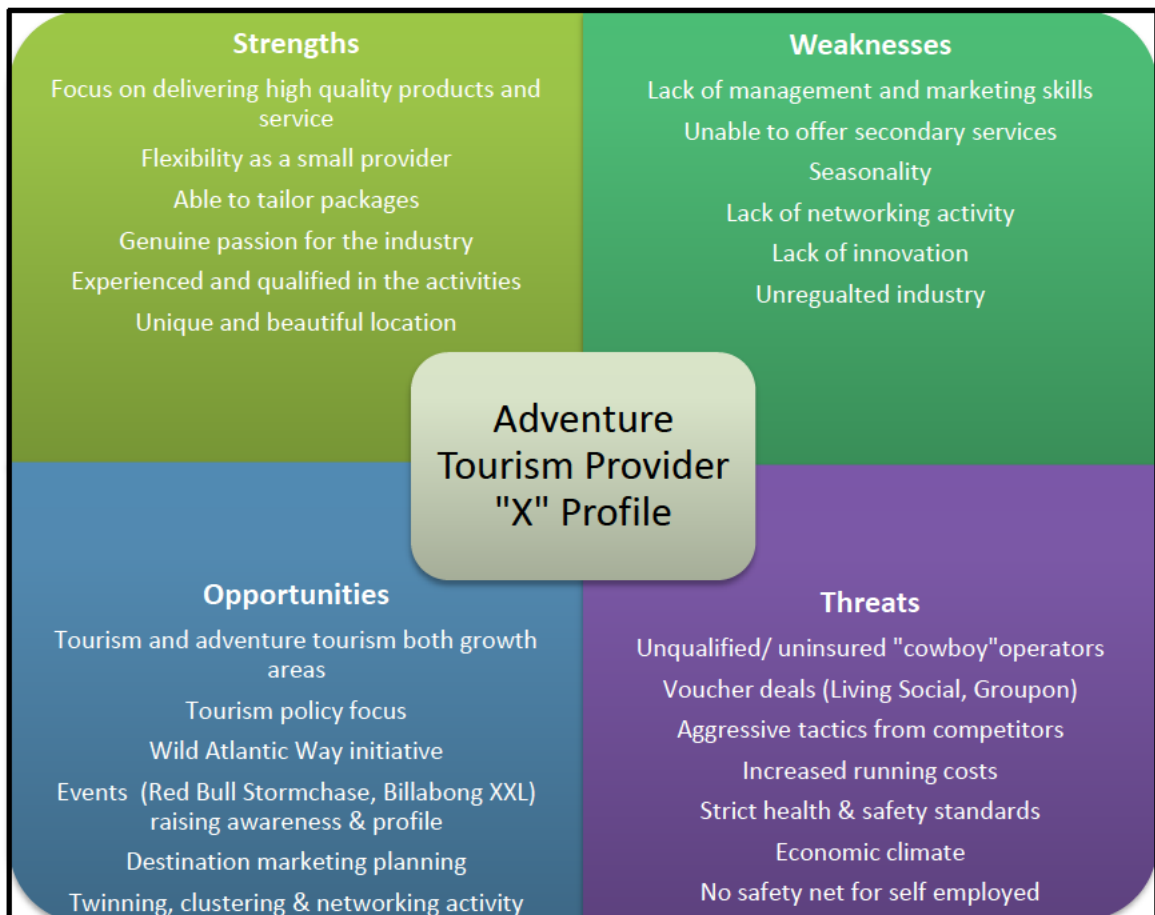 Strengths
Focus on delivering high quality products and
service
Flexibility as a small provider
Able to tailor packages
Genuine passion for the industry
Experienced and qualified in the activities
Unique and beautiful location
Weaknesses
Lack of management and marketing skills
Unable to offer secondary services
Seasonality
Lack of networking activity
Lack of innovation
Unregualted industry
Adventure
Tourism Provider
"X" Profile
Opportunities
Tourism and adventure tourism both growth
areas
Tourism policy focus
Wild Atlantic Way initiative
Events  (Red Bull Stormchase, Billabong XXL)
raising awareness & profile
Destination marketing planning
Twinning, clustering & networking activity
Threats
Unqualified/ uninsured "cowboy"operators
Voucher deals (Living Social, Groupon)
Aggressive tactics from competitors
Increased running costs
Strict health & safety standards
Economic climate
No safety net for self employed